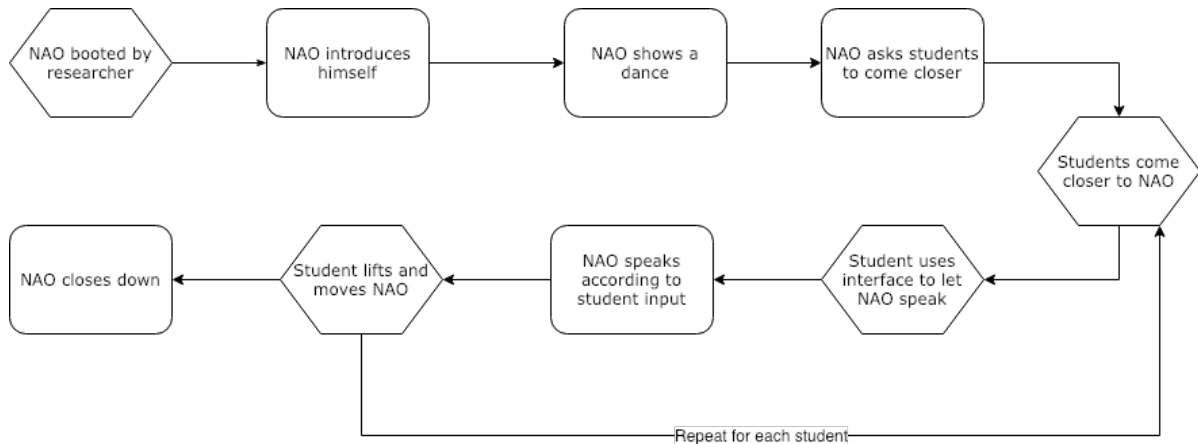 NAO booted by
researcher
NAO introduces
himself
NAO shows a
dance
NAO asks students
to come closer
Students come
closer to NAO
Student uses
interface to let
NAO speak
NAO speaks
according to
student input
Student lifts and
moves NAO
NAO closes down
Repeat for each student